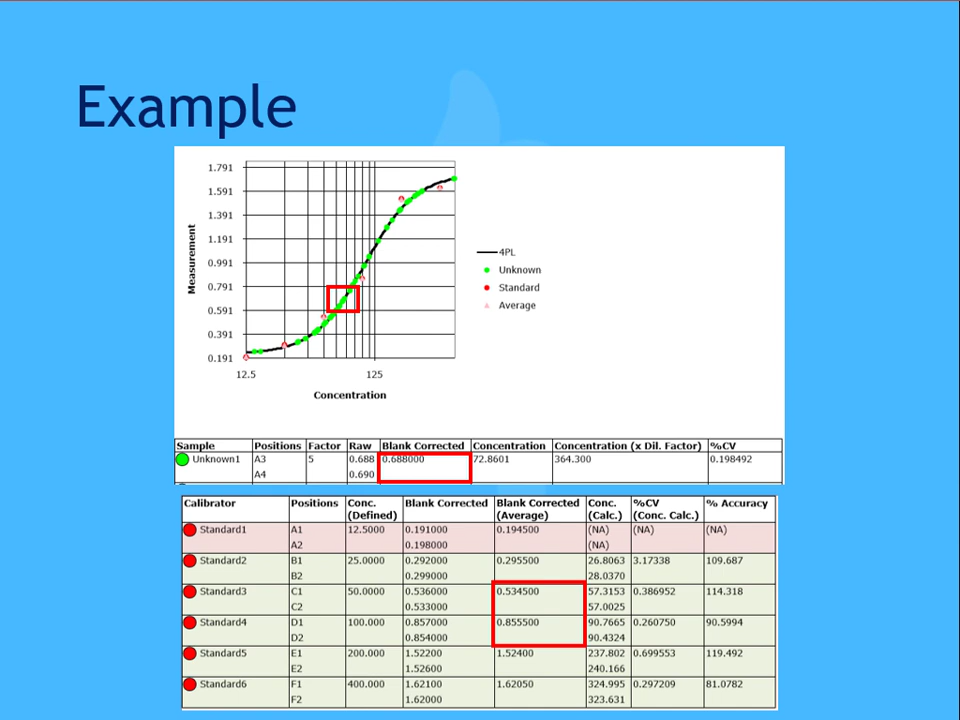 Example
1.791
1.591
1.391
1.191
0.991
0.791
0.591
0.391
0.191
Measurement
12.5 125
Concentration
4PL
Unknown
Standard
Average
Sample Positions Factor Raw Blank Corrected Concentration Concentration (x Dil. Factor) %CV
Unknown1 A3 5 0.688 0.688000 72.8601 364.300 0.198492
A4 0.690
Calibrator Positions Conc. Blank Corrected Blank Corrected Conc. %CV % Accuracy
(Defined) (Average) (Calc.) (Conc. Calc.)
Standard1 A1 12.5000 0.191000 0.194500 (NA) (NA) (NA)
A2 0.198000 (NA)
Standard2 B1 25.0000 0.292000 0.295500 26.8063 3.17338 109.687
B2 0.299000 28.0370
Standard3 C1 50.0000 0.536000 0.534500 57.3153 0.386952 114.318
C2 0.533000 57.0025
Standard4 D1 100.000 0.857000 0.855500 90.7665 0.260750 90.5994
D2 0.854000 90.4324
Standard5 E1 200.000 1.52200 1.52400 237.802 0.699553 119.492
E2 1.52600 240.166
Standard6 F1 400.000 1.62100 1.62050 324.995 0.297209 81.0782
F2 1.62000 323.631